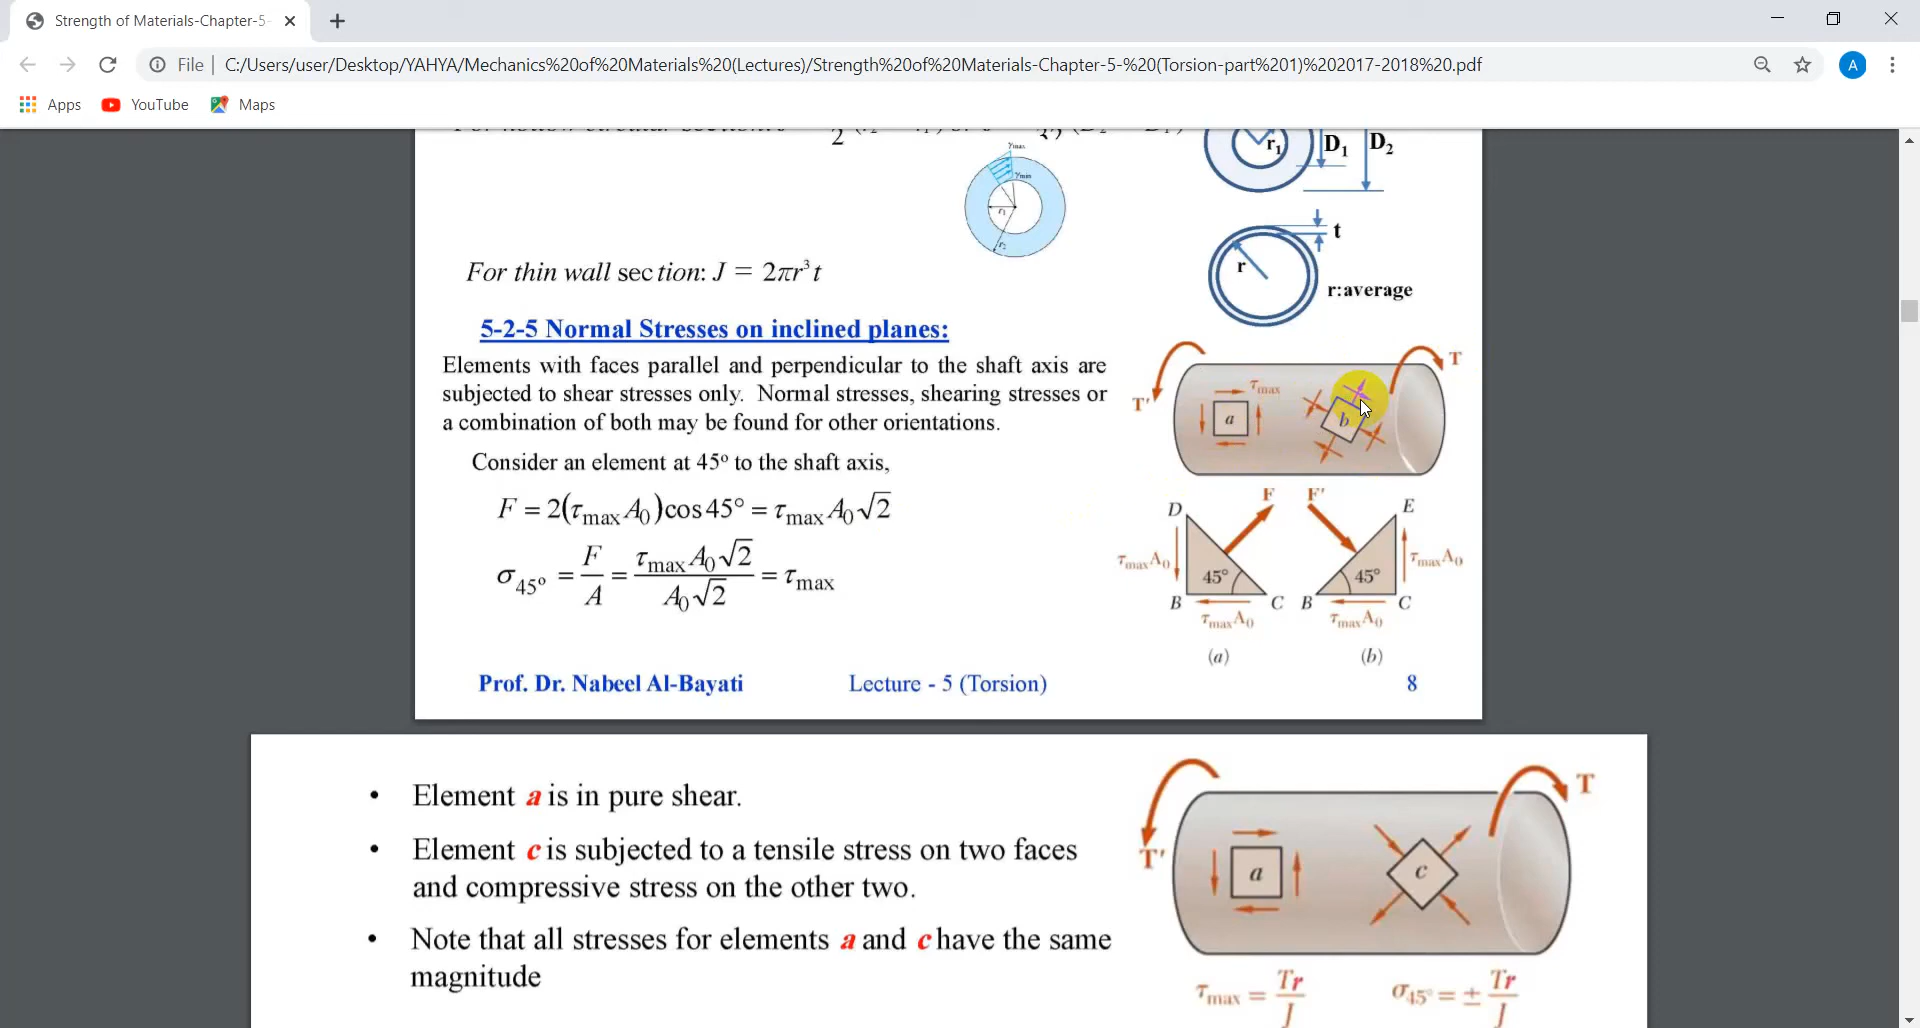 Strength of Materials-Chapter-5-
File | C:/Users/user/Desktop/YAHYA/Mechanics%20of%20Materials%20(Lectures)/Strength%20of%20Materials-Chapter-5-%20(Torsion-part%201)%202017-2018%20.pdf
A
Apps YouTube Maps
r₁ D₁ D₂
γmax
γmin
r₁
r₂
t
r
r:average
For thin wall section: J = 2πr³t
5-2-5 Normal Stresses on inclined planes:
Elements with faces parallel and perpendicular to the shaft axis are
subjected to shear stresses only. Normal stresses, shearing stresses or
a combination of both may be found for other orientations.
T' τmax a b T
Consider an element at 45º to the shaft axis,
F = 2(τmax A₀)cos 45° = τmax A₀√2
σ45º = F/A = τmax A₀√2 / A₀√2 = τmax
D F F' E
τmaxA₀ 45° 45° τmaxA₀
B C B C
τmaxA₀ τmaxA₀
(a) (b)
Prof. Dr. Nabeel Al-Bayati Lecture - 5 (Torsion) 8
• Element a is in pure shear.
• Element c is subjected to a tensile stress on two faces
and compressive stress on the other two.
• Note that all stresses for elements a and c have the same
magnitude
T
T' a c
τmax = Tr/J σ45° = ± Tr/J